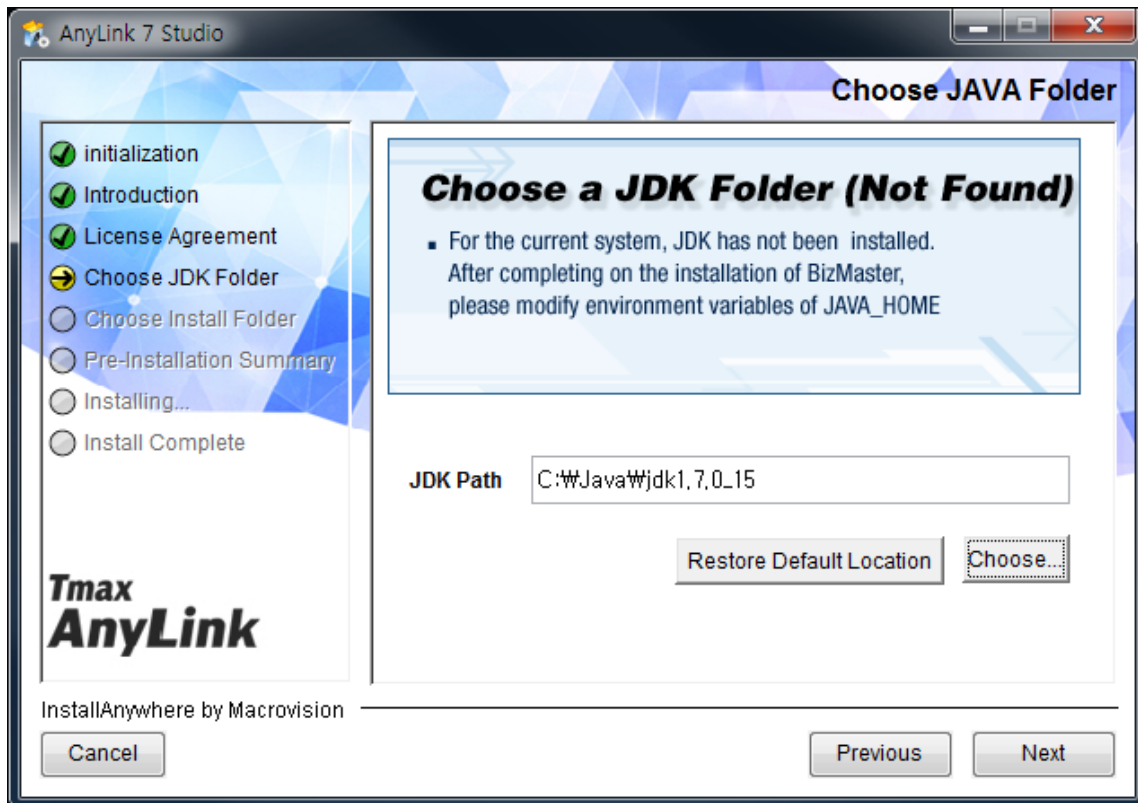 AnyLink 7 Studio
Choose JAVA Folder
initialization
Introduction
License Agreement
Choose JDK Folder
Choose Install Folder
Pre-Installation Summary
Installing...
Install Complete
Tmax
AnyLink
Choose a JDK Folder (Not Found)
▪ For the current system, JDK has not been installed.
After completing on the installation of BizMaster,
please modify environment variables of JAVA_HOME
JDK Path
C:₩Java₩jdk1.7.0_15
Restore Default Location
Choose...
InstallAnywhere by Macrovision
Cancel
Previous
Next